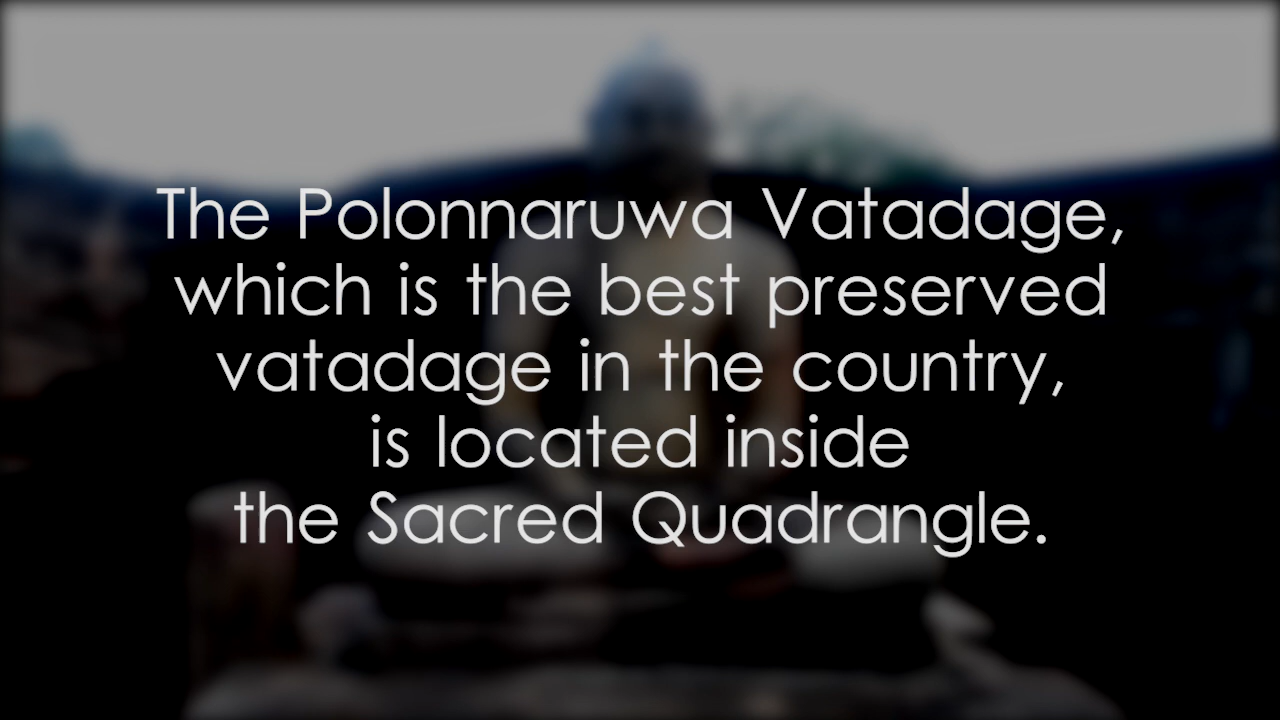 The Polonnaruwa Vatadage,
which is the best preserved
vatadage in the country,
is located inside
the Sacred Quadrangle.